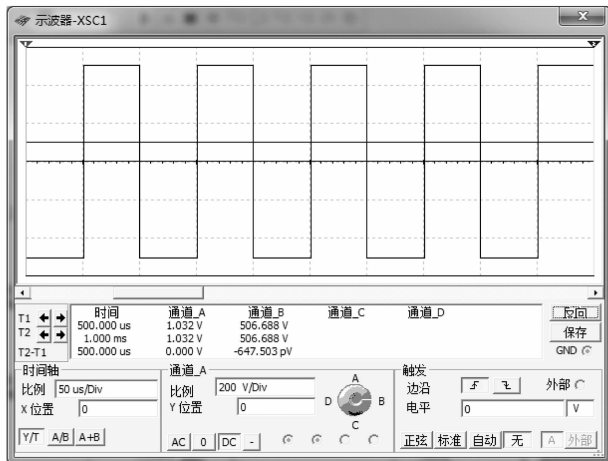 示波器-XSC1
时间 通道_A 通道_B 通道_C 通道_D
T1 500.000 us 1.032 V 506.688 V
T2 1.000 ms 1.032 V 506.688 V
T2-T1 500.000 us 0.000 V -647.503 pV
反向
保存
GND
时间轴
比例 50 us/Div
X 位置 0
Y/T A/B A+B
通道_A
比例 200 V/Div
Y 位置 0
AC 0 DC -
A
B
C
D
触发
边沿 外部
电平 0 V
正弦 标准 自动 无 A 外部